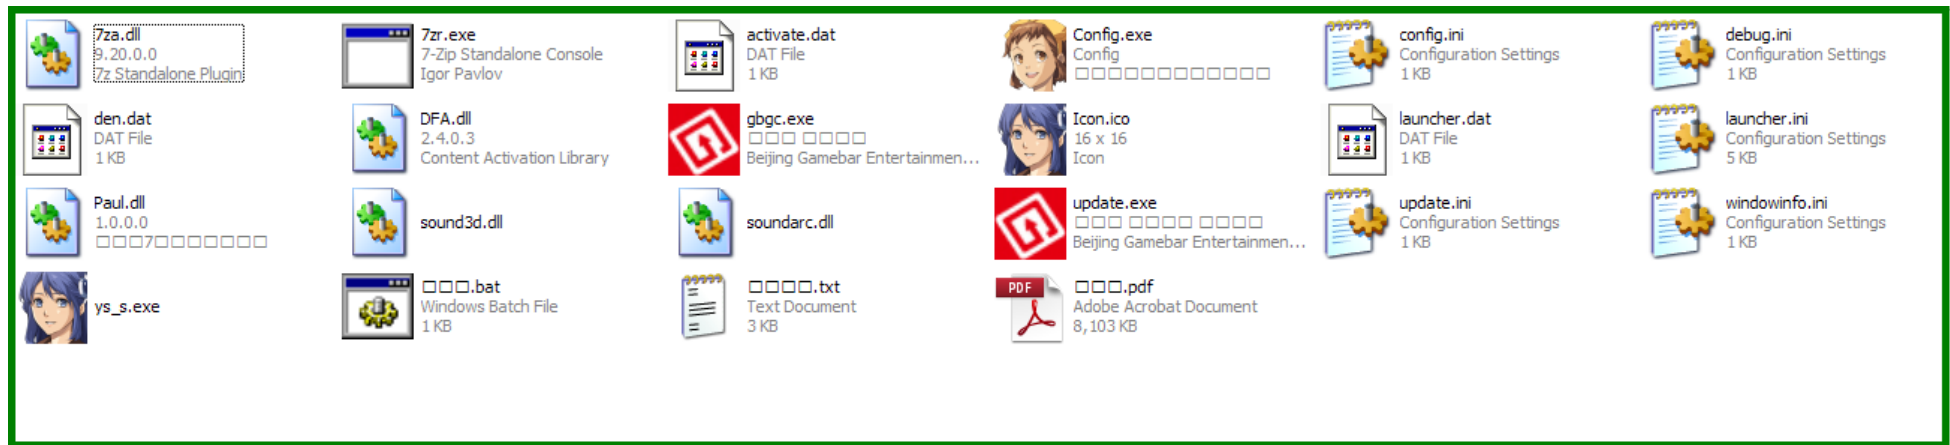 7za.dll
9.20.0.0
7z Standalone Plugin
7zr.exe
7-Zip Standalone Console
Igor Pavlov
activate.dat
DAT File
1 KB
Config.exe
Config
□□□□□□□□□□□□□
config.ini
Configuration Settings
1 KB
debug.ini
Configuration Settings
1 KB
den.dat
DAT File
1 KB
DFA.dll
2.4.0.3
Content Activation Library
gbgc.exe
□□□ □□□□
Beijing Gamebar Entertainmen...
Icon.ico
16 x 16
Icon
launcher.dat
DAT File
1 KB
launcher.ini
Configuration Settings
5 KB
Paul.dll
1.0.0.0
□□□7□□□□□□□
sound3d.dll
soundarc.dll
update.exe
□□□ □□□□ □□□□
Beijing Gamebar Entertainmen...
update.ini
Configuration Settings
1 KB
windowinfo.ini
Configuration Settings
1 KB
ys_s.exe
□□□.bat
Windows Batch File
1 KB
□□□□.txt
Text Document
3 KB
PDF
□□□.pdf
Adobe Acrobat Document
8,103 KB